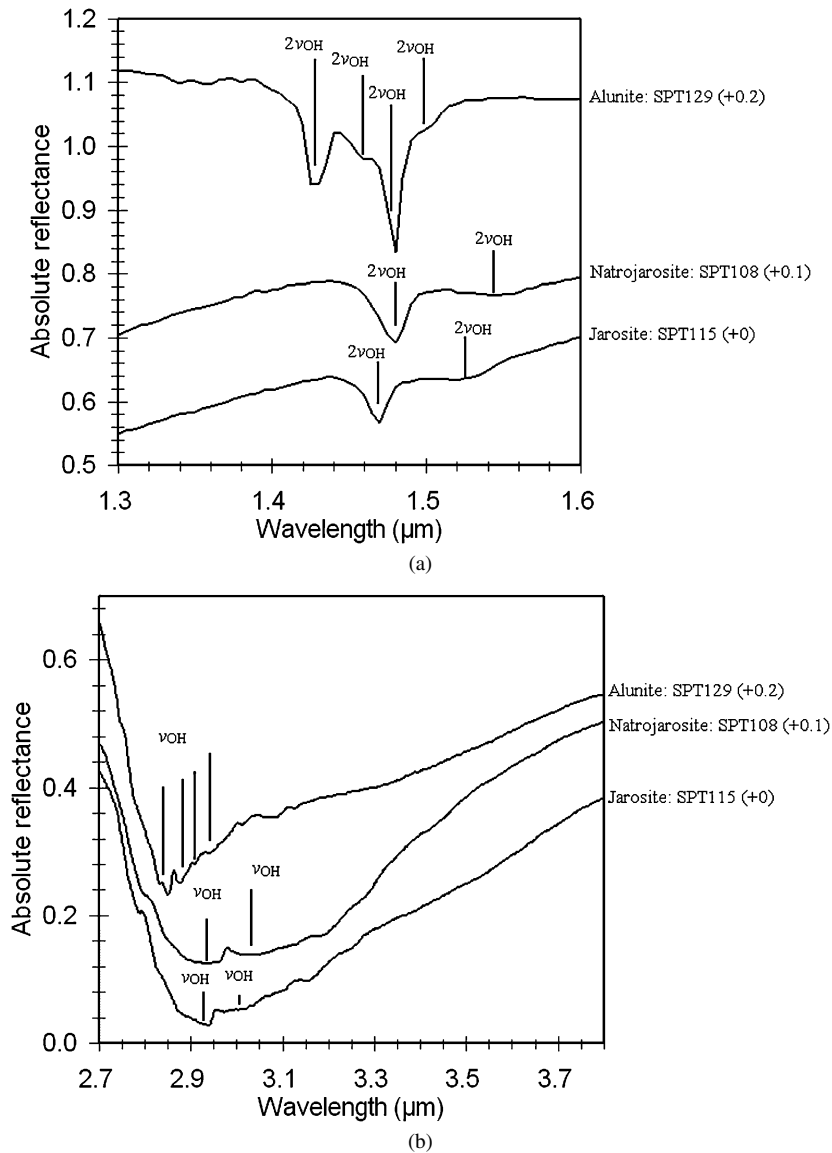 1.2
2νOH
2νOH
2νOH
1.1
2νOH
Alunite: SPT129 (+0.2)
1.0
Absolute reflectance
0.9
2νOH
0.8
2νOH
Natrojarosite: SPT108 (+0.1)
0.7
2νOH
Jarosite: SPT115 (+0)
2νOH
0.6
0.5
1.3 1.4 1.5 1.6
Wavelength (µm)
(a)
0.6
Alunite: SPT129 (+0.2)
Natrojarosite: SPT108 (+0.1)
νOH
Absolute reflectance
0.4
Jarosite: SPT115 (+0)
νOH
νOH
0.2
νOH
νOH
0.0
2.7 2.9 3.1 3.3 3.5 3.7
Wavelength (µm)
(b)